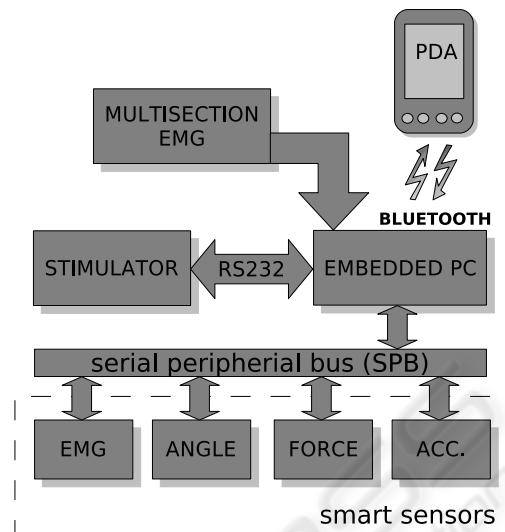 PDA
MULTISECTION
EMG
BLUETOOTH
STIMULATOR
RS232
EMBEDDED PC
serial peripherial bus (SPB)
EMG
ANGLE
FORCE
ACC.
smart sensors